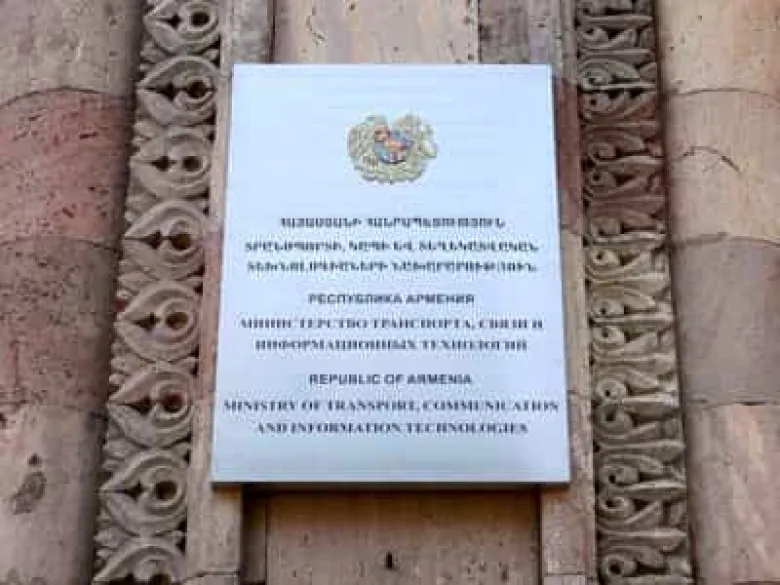 ՀԱՅԱՍՏԱՆԻ ՀԱՆՐԱՊԵՏՈՒԹՅՈՒՆ
ՏՐԱՆՍՊՈՐՏԻ, ԿԱՊԻ ԵՎ ՏԵՂԵԿԱՏՎԱԿԱՆ
ՏԵԽՆՈԼՈԳԻԱՆԵՐԻ ՆԱԽԱՐԱՐՈՒԹՅՈՒՆ
РЕСПУБЛИКА АРМЕНИЯ
МИНИСТЕРСТВО ТРАНСПОРТА, СВЯЗИ И
ИНФОРМАЦИОННЫХ ТЕХНОЛОГИЙ
REPUBLIC OF ARMENIA
MINISTRY OF TRANSPORT, COMMUNICATION
AND INFORMATION TECHNOLOGIES